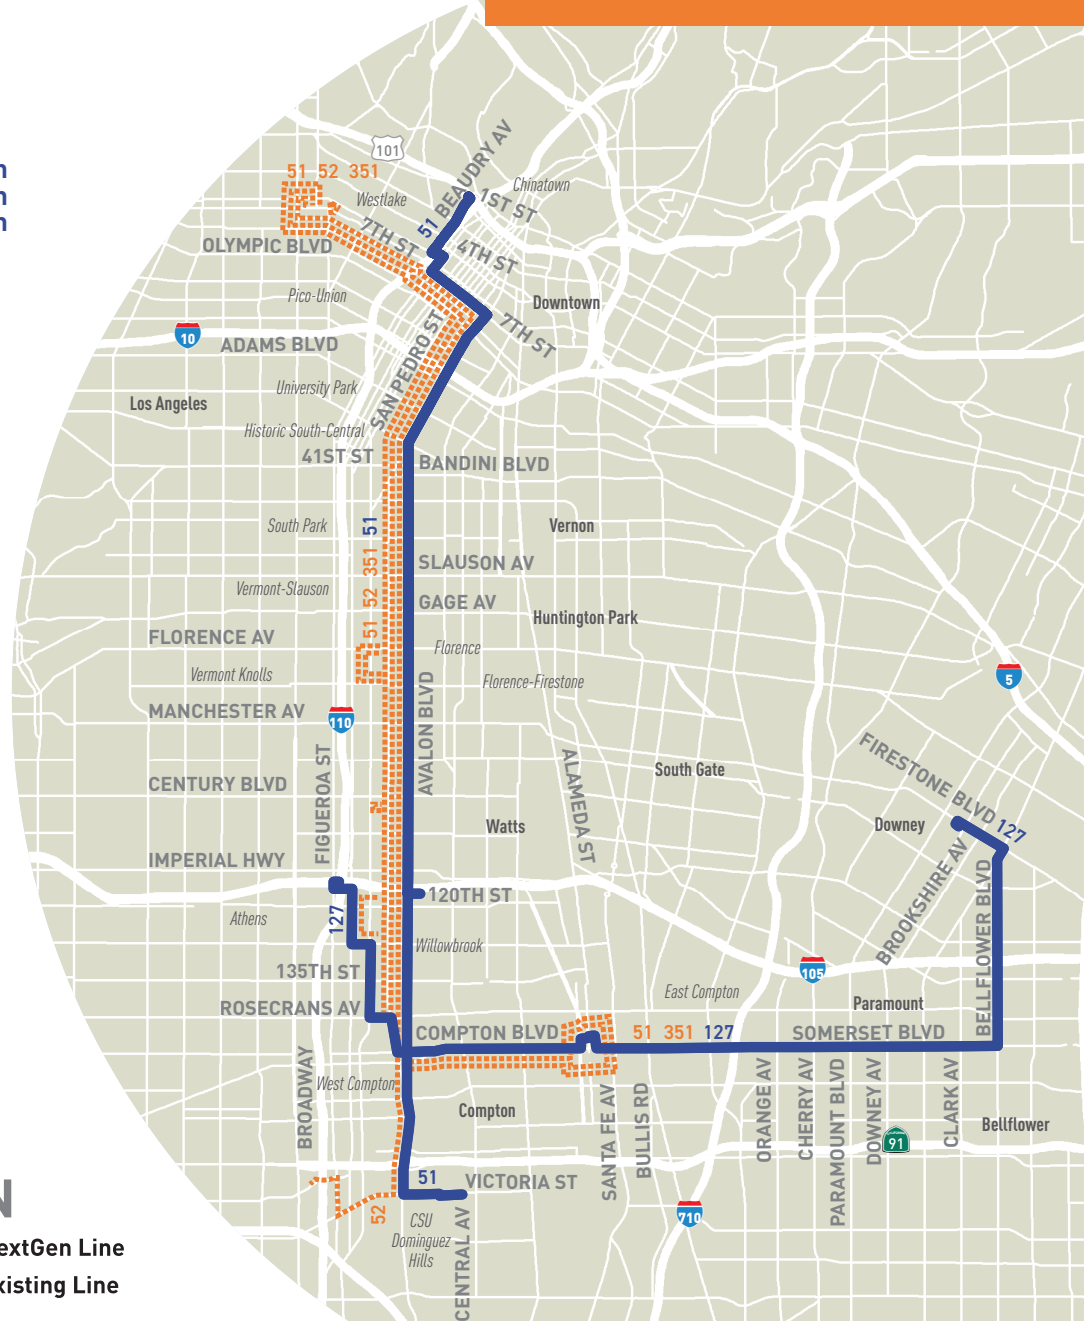 n
n
n
101
51 52 351
Westlake
BEAUDRY AV
Chinatown
1ST ST
51
7TH ST
4TH ST
OLYMPIC BLVD
Pico-Union
Downtown
10
ADAMS BLVD
SAN PEDRO ST
7TH ST
University Park
Los Angeles
Historic South-Central
41ST ST
BANDINI BLVD
South Park
51 52 351 51
Vernon
Vermont-Slauson
SLAUSON AV
GAGE AV
Huntington Park
FLORENCE AV
Florence
Vermont Knolls
Florence-Firestone
5
MANCHESTER AV
110
AVALON BLVD
FIGUEROA ST
ALAMEDA ST
South Gate
FIRESTONE BLVD
127
CENTURY BLVD
Watts
Downey
BROOKSHIRE AV
IMPERIAL HWY
BELLFLOWER BLVD
120TH ST
127
Athens
Willowbrook
135TH ST
105
East Compton
Paramount
ROSECRANS AV
COMPTON BLVD
51 351 127
SOMERSET BLVD
BROADWAY
West Compton
Compton
SANTA FE AV
BULLIS RD
ORANGE AV
CHERRY AV
PARAMOUNT BLVD
DOWNEY AV
CLARK AV
Bellflower
91
51
VICTORIA ST
52
CSU
Dominguez
Hills
CENTRAL AV
710
N
extGen Line
xisting Line